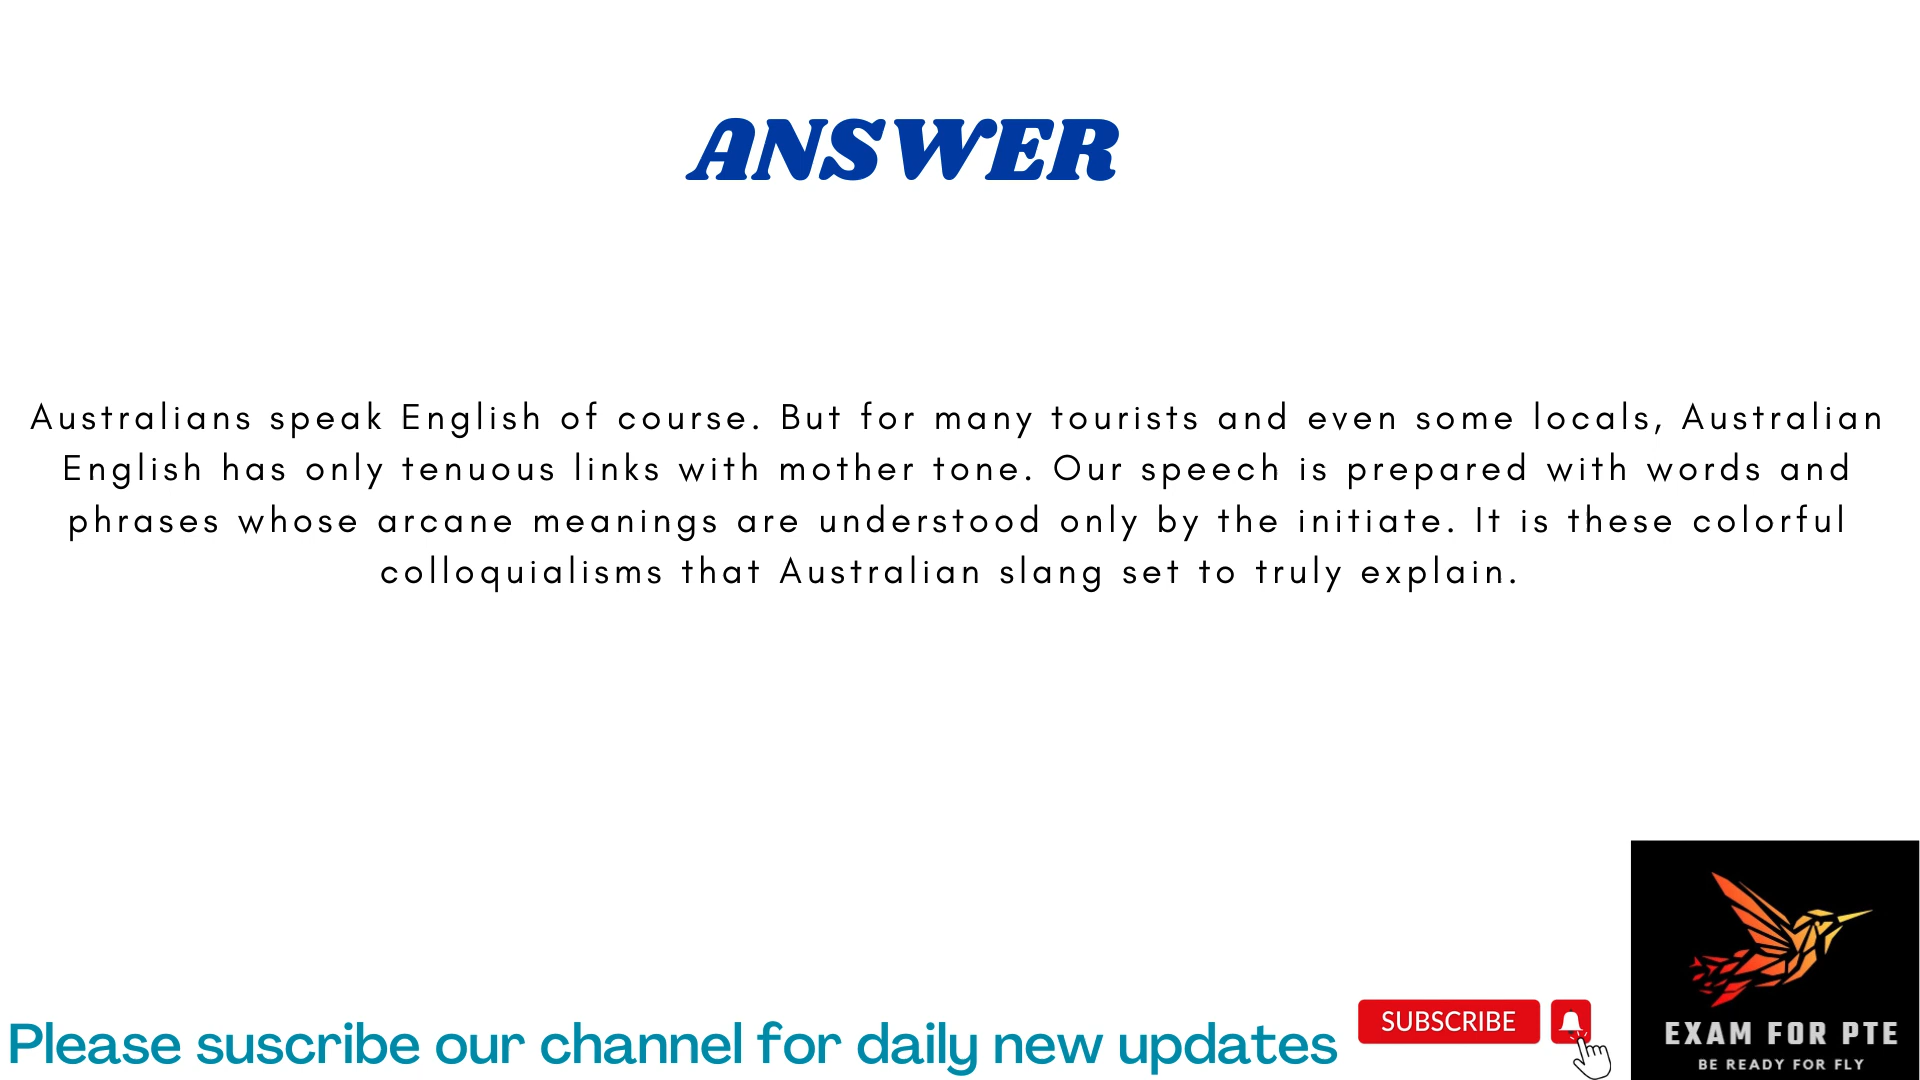 ANSWER
Australians speak English of course. But for many tourists and even some locals, Australian
English has only tenuous links with mother tone. Our speech is prepared with words and
phrases whose arcane meanings are understood only by the initiate. It is these colorful
colloquialisms that Australian slang set to truly explain.
Please suscribe our channel for daily new updates
SUBSCRIBE
EXAM FOR PTE
BE READY FOR FLY